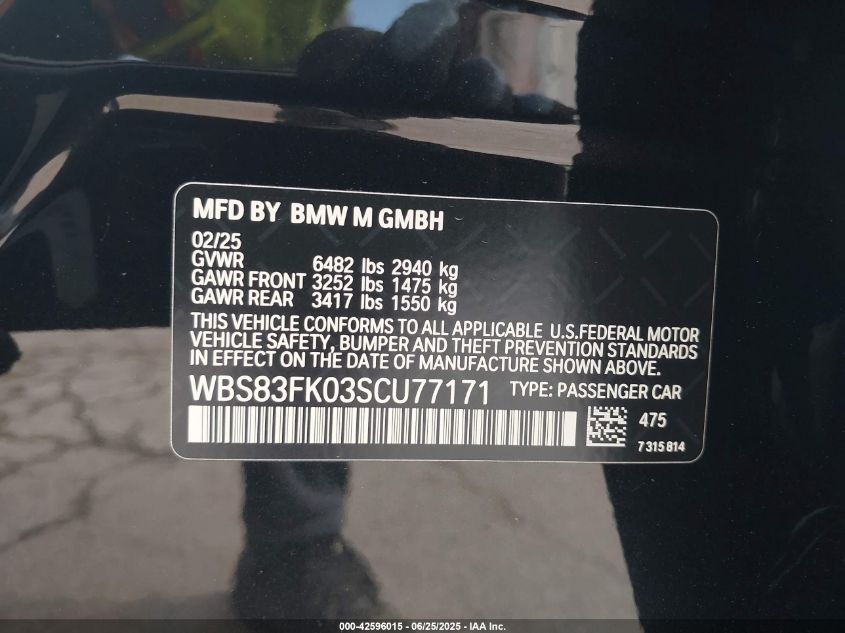 MFD BY BMW M GMBH
02/25
GVWR 6482 lbs 2940 kg
GAWR FRONT 3252 lbs 1475 kg
GAWR REAR 3417 lbs 1550 kg
THIS VEHICLE CONFORMS TO ALL APPLICABLE U.S.FEDERAL MOTOR
VEHICLE SAFETY, BUMPER AND THEFT PREVENTION STANDARDS
IN EFFECT ON THE DATE OF MANUFACTURE SHOWN ABOVE.
WBS83FK03SCU77171 TYPE: PASSENGER CAR
475
7315814
000-42596015 - 06/25/2025 - IAA Inc.